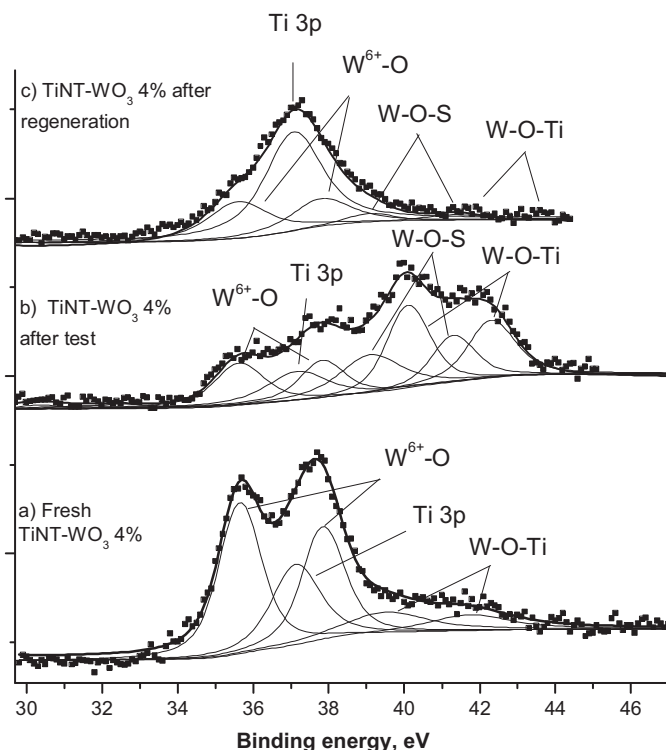 Ti 3p
c) TiNT-WO₃ 4% after
regeneration
W⁶⁺-O
W-O-S
W-O-Ti
b) TiNT-WO₃ 4%
after test
W⁶⁺-O
Ti 3p
W-O-S
W-O-Ti
a) Fresh
TiNT-WO₃ 4%
W⁶⁺-O
Ti 3p
W-O-Ti
30 32 34 36 38 40 42 44 46
Binding energy, eV